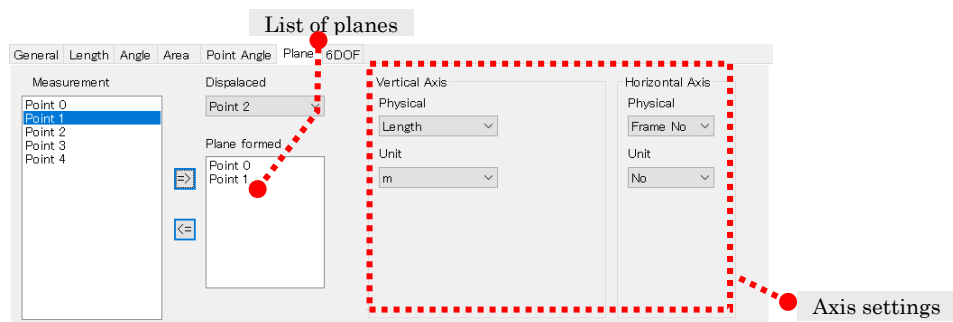 List of planes
General Length Angle Area Point Angle Plane 6DOF
Measurement
Point 0
Point 1
Point 2
Point 3
Point 4
=>
<=
Dispalaced
Point 2
Plane formed
Point 0
Point 1
Vertical Axis
Physical
Length
Unit
m
Horizontal Axis
Physical
Frame No
Unit
No
Axis settings